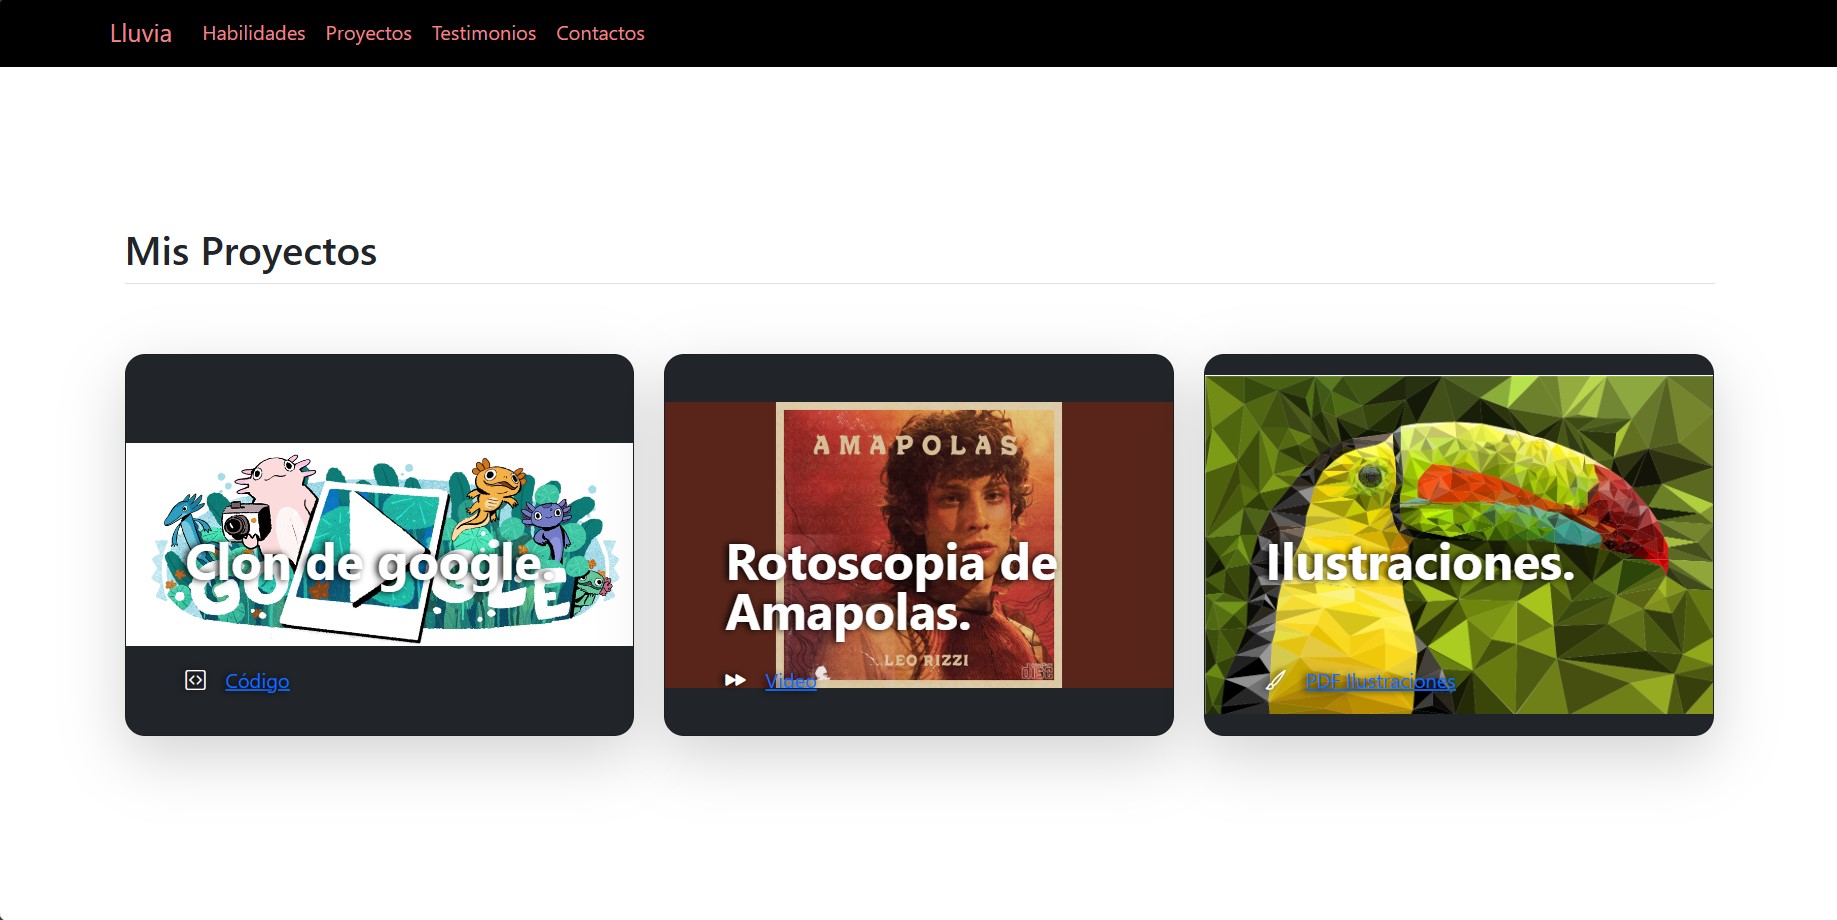 Lluvia Habilidades Proyectos Testimonios Contactos
Mis Proyectos
GOOGLE
Clon de google.
Código
AMAPOLAS
Rotoscopia de
Amapolas.
LEO RIZZI
disc
Video
Ilustraciones.
PDF Ilustraciones